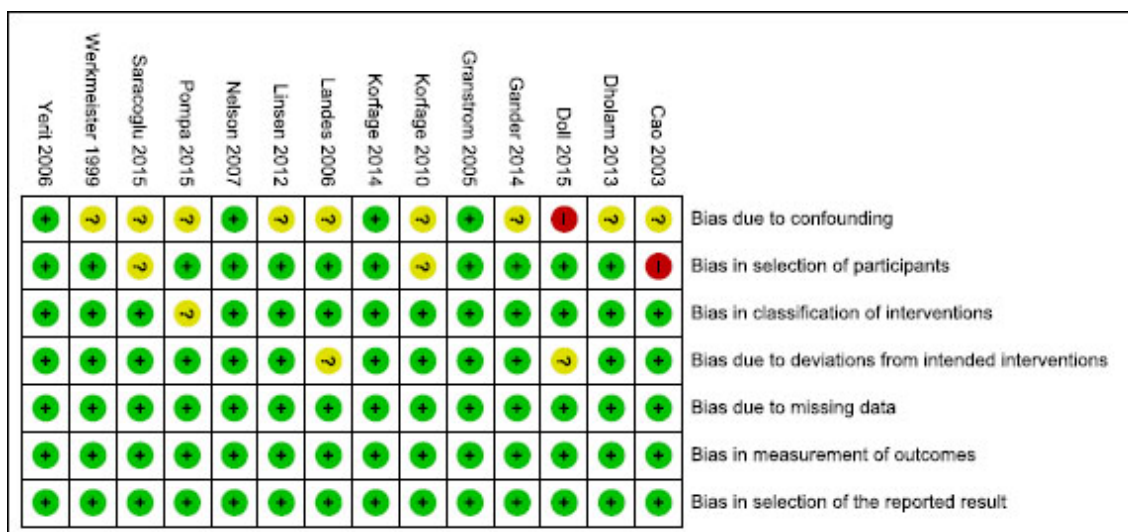 Yerit 2006
Werkmeister 1999
Saracoglu 2015
Pompa 2015
Nelson 2007
Linsen 2012
Landes 2006
Korfage 2014
Korfage 2010
Granstrom 2005
Gander 2014
Doll 2015
Dholam 2013
Cao 2003
+ ? ? ? + ? ? + ? + ? – ? ? Bias due to confounding
+ + ? + + + + + ? + + + + – Bias in selection of participants
+ + + ? + + + + + + + + + + Bias in classification of interventions
+ + + + + + ? + + + + ? + + Bias due to deviations from intended interventions
+ + + + + + + + + + + + + + Bias due to missing data
+ + + + + + + + + + + + + + Bias in measurement of outcomes
+ + + + + + + + + + + + + + Bias in selection of the reported result